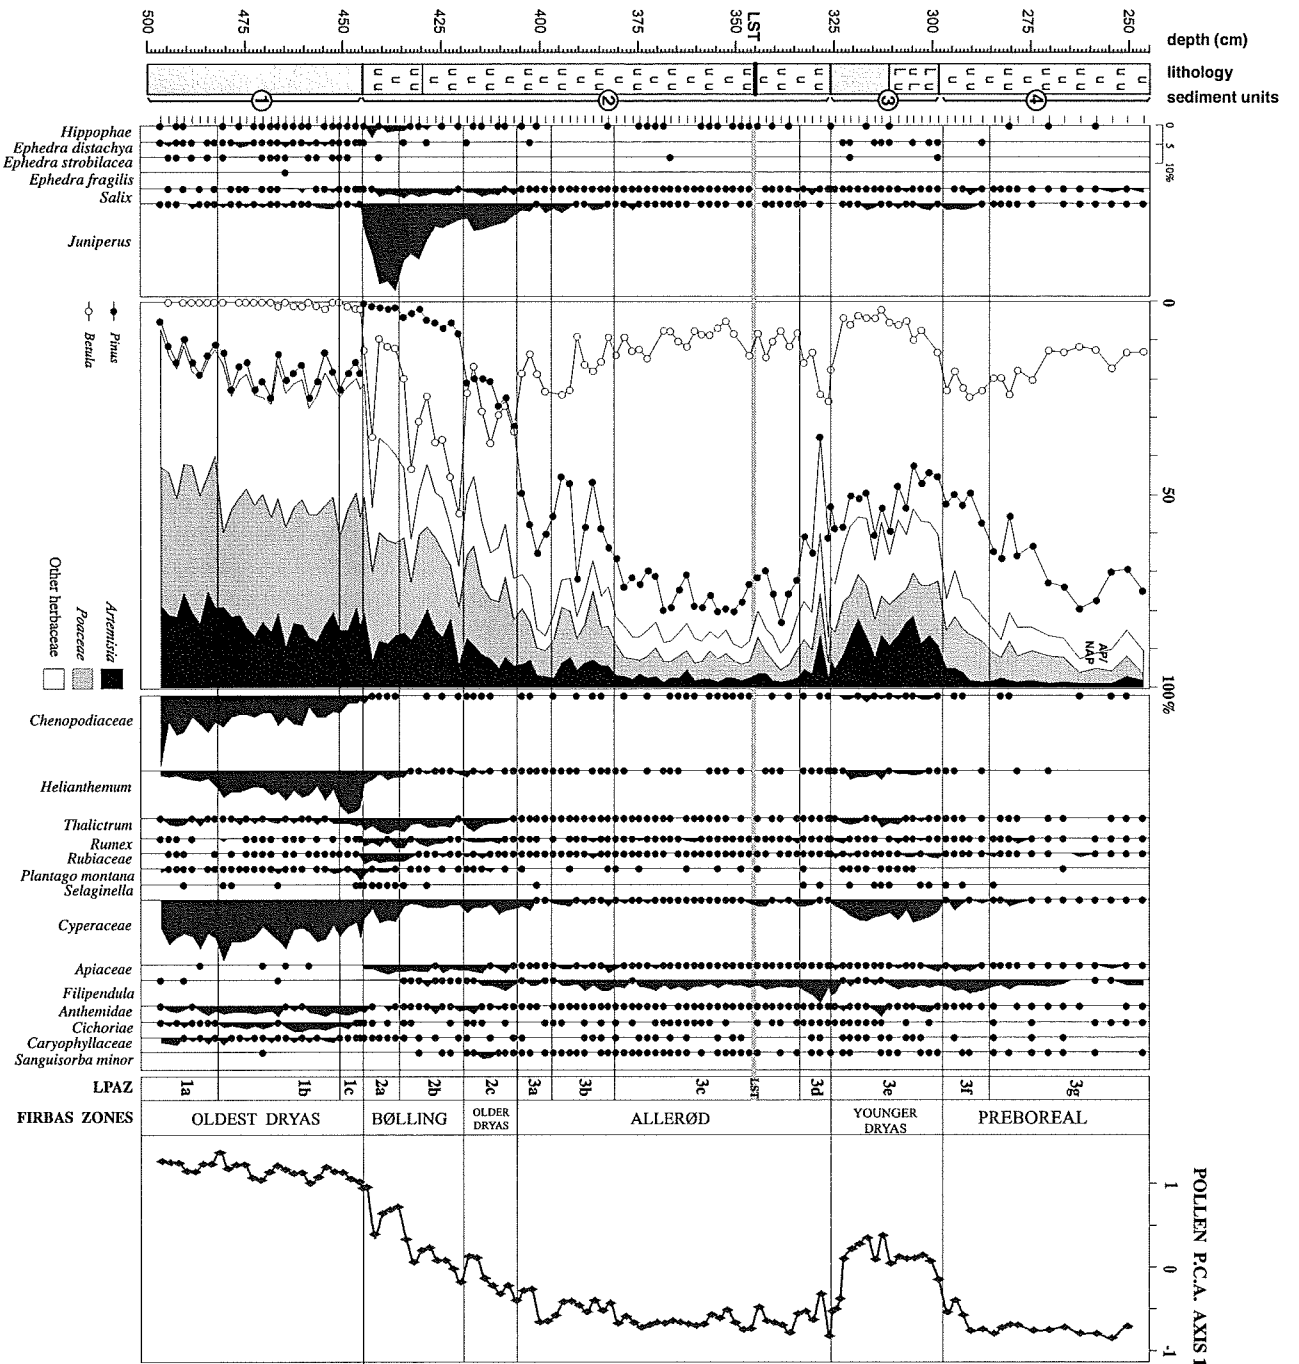 500 475 450 425 400 375 350 LST 325 300 275 250
depth (cm)
lithology
sediment units
1 2 3 4
Hippophae
Ephedra distachya
Ephedra strobilacea
Ephedra fragilis
Salix
Juniperus
0 5 10%
Pinus
Betula
0 50 100%
AP/
NAP
Artemisia
Poaceae
Other herbaceae
Chenopodiaceae
Helianthemum
Thalictrum
Rumex
Rubiaceae
Plantago montana
Selaginella
Cyperaceae
Apiaceae
Filipendula
Anthemidae
Cichoriae
Caryophyllaceae
Sanguisorba minor
LPAZ 1a 1b 1c 2a 2b 2c 3a 3b 3c LST 3d 3e 3f 3g
FIRBAS ZONES OLDEST DRYAS BØLLING OLDER DRYAS ALLERØD YOUNGER DRYAS PREBOREAL
POLLEN P.C.A. AXIS 1
1 0 -1